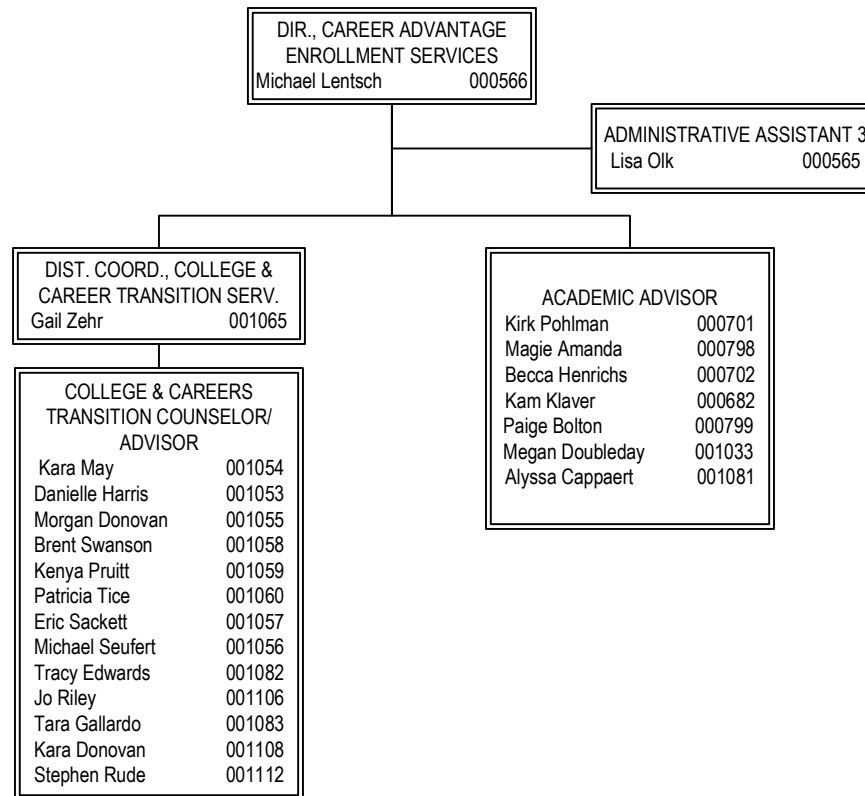 DIR., CAREER ADVANTAGE
ENROLLMENT SERVICES
Michael Lentsch 000566
ADMINISTRATIVE ASSISTANT 3
Lisa Olk 000565
DIST. COORD., COLLEGE &
CAREER TRANSITION SERV.
Gail Zehr 001065
COLLEGE & CAREERS
TRANSITION COUNSELOR/
ADVISOR
Kara May 001054
Danielle Harris 001053
Morgan Donovan 001055
Brent Swanson 001058
Kenya Pruitt 001059
Patricia Tice 001060
Eric Sackett 001057
Michael Seufert 001056
Tracy Edwards 001082
Jo Riley 001106
Tara Gallardo 001083
Kara Donovan 001108
Stephen Rude 001112
ACADEMIC ADVISOR
Kirk Pohlman 000701
Magie Amanda 000798
Becca Henrichs 000702
Kam Klaver 000682
Paige Bolton 000799
Megan Doubleday 001033
Alyssa Cappaert 001081